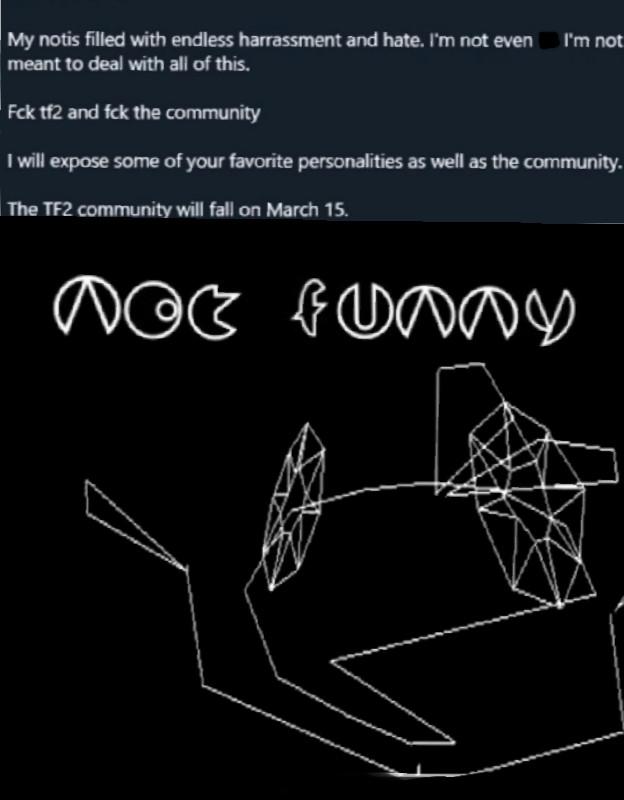 My notis filled with endless harrassment and hate. I'm not even I'm not
meant to deal with all of this.
Fck tf2 and fck the community
I will expose some of your favorite personalities as well as the community.
The TF2 community will fall on March 15.
not funny